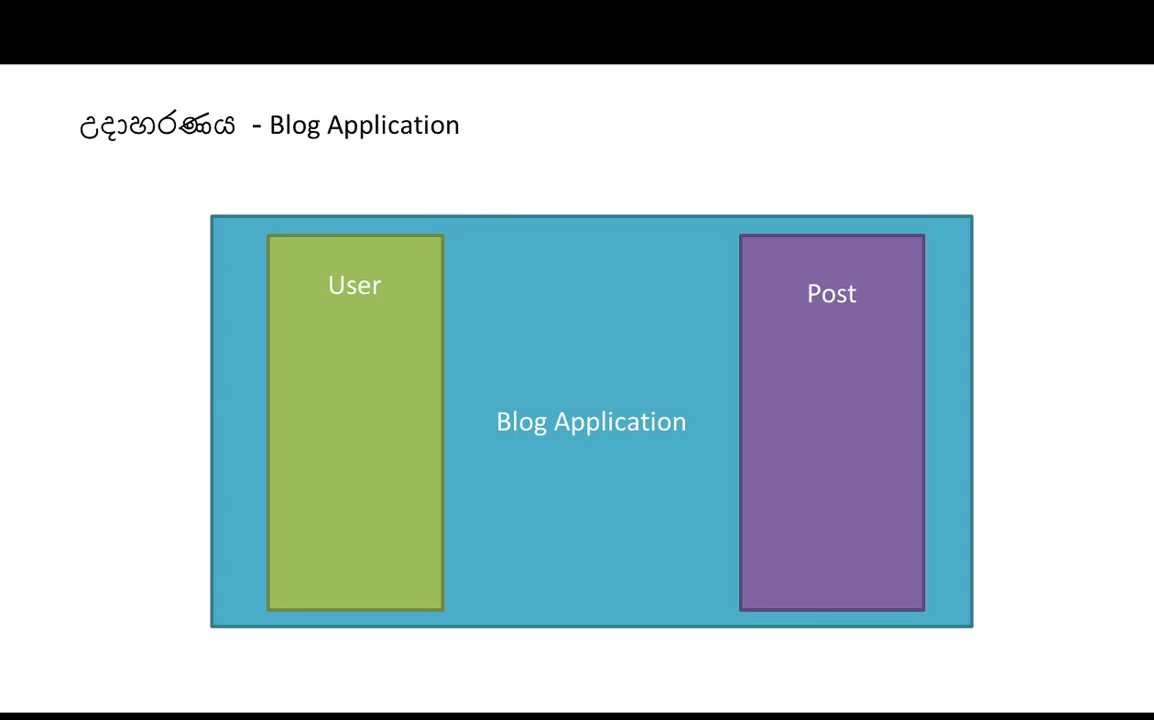 උදාහරණය - Blog Application
User
Post
Blog Application